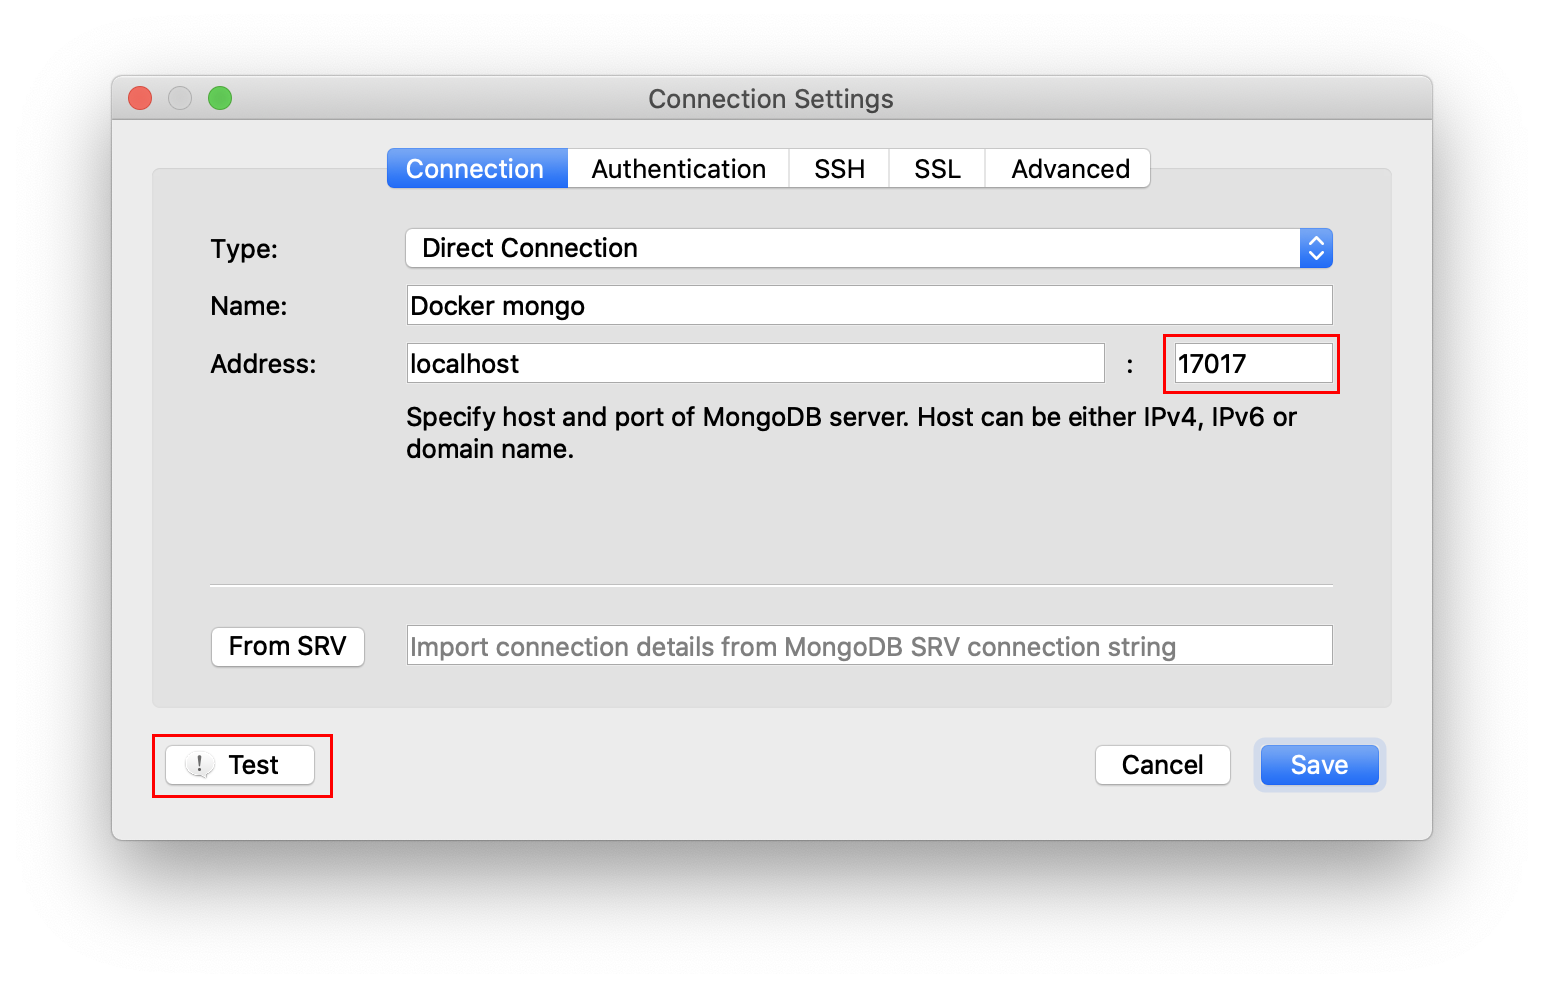 Connection Settings
Connection Authentication SSH SSL Advanced
Type: Direct Connection
Name: Docker mongo
Address: localhost : 17017
Specify host and port of MongoDB server. Host can be either IPv4, IPv6 or
domain name.
From SRV Import connection details from MongoDB SRV connection string
! Test Cancel Save